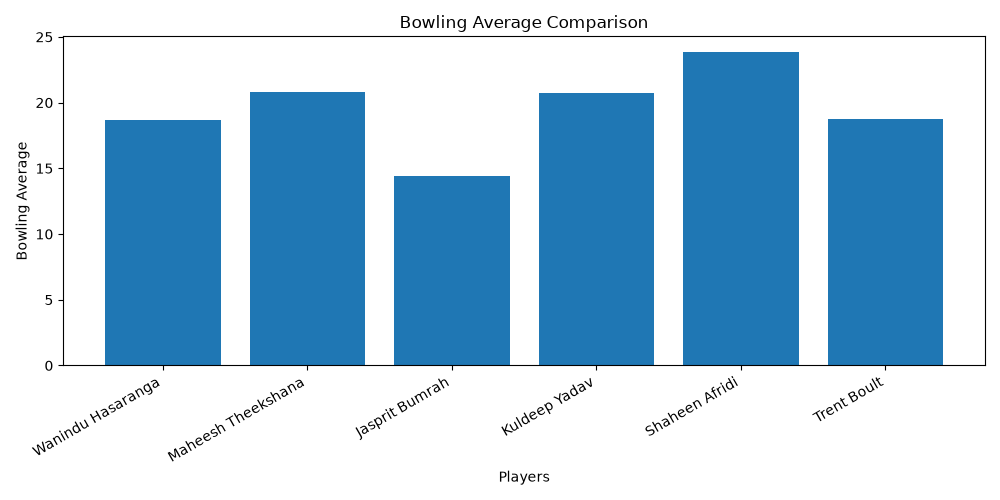 Bowling Average Comparison
Bowling Average
25
20
15
10
5
0
Wanindu Hasaranga
Maheesh Theekshana
Jasprit Bumrah
Kuldeep Yadav
Shaheen Afridi
Trent Boult
Players